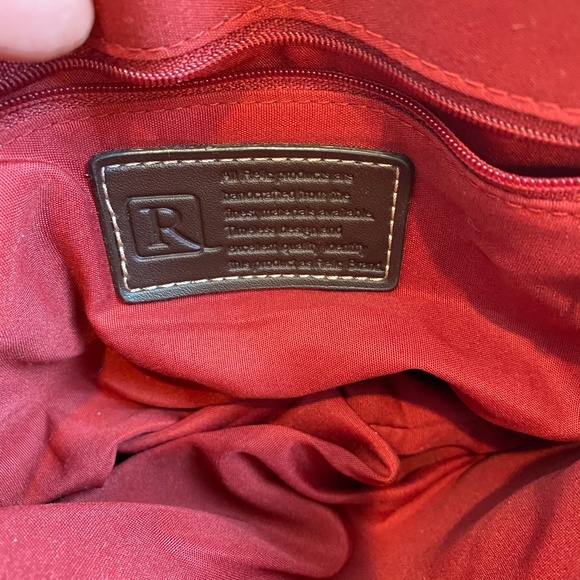 R
All Relic products are
handcrafted from the
finest materials available.
Timeless design and
excellent quality identify
this product as Relic Brand